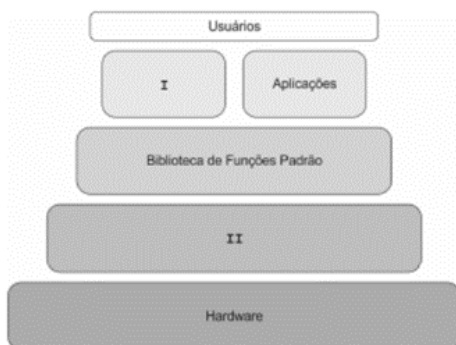 Usuários
I
Aplicações
Biblioteca de Funções Padrão
II
Hardware